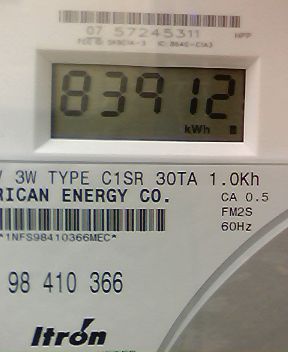 07 57245311
83912
kWh
V 3W TYPE C1SR 30TA 1.0Kh
RICAN ENERGY CO.
CA 0.5
FM2S
60Hz
*1NFS98410366MEC*
98 410 366
Itron